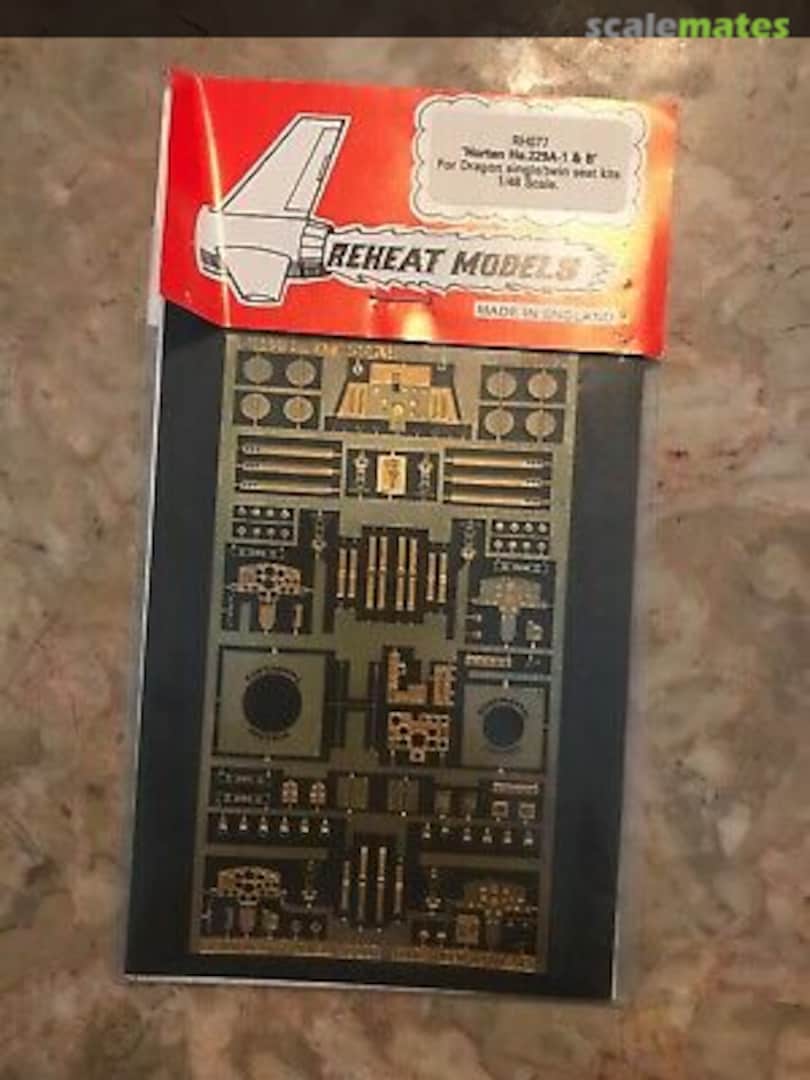 scalemates
RH077
'Horten Ho.229A-1 & B'
For Dragon single/twin seat kits
1/48 Scale.
REHEAT MODELS
MADE IN ENGLAND